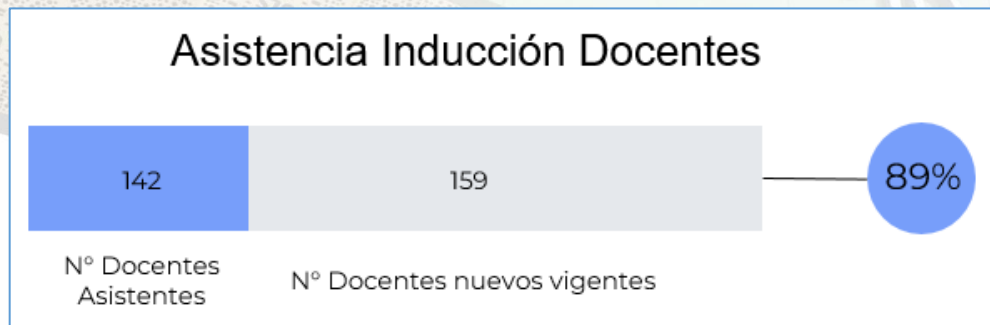 Asistencia Inducción Docentes
142
159
89%
N° Docentes
Asistentes
N° Docentes nuevos vigentes